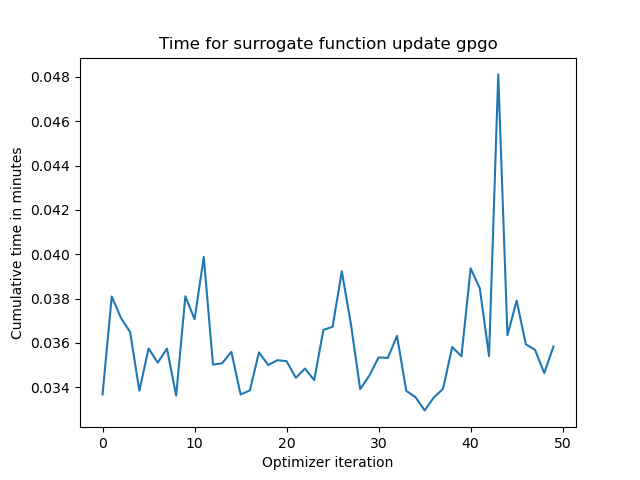 Time for surrogate function update gpgo
0.048
0.046
0.044
0.042
0.040
0.038
0.036
0.034
Cumulative time in minutes
0 10 20 30 40 50
Optimizer iteration